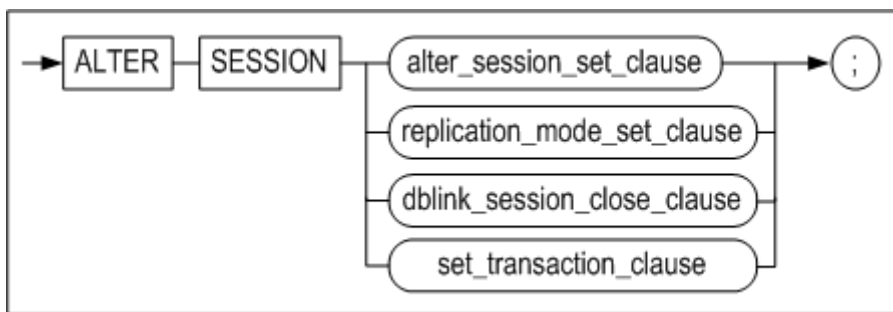 ALTER SESSION alter_session_set_clause ;
replication_mode_set_clause
dblink_session_close_clause
set_transaction_clause